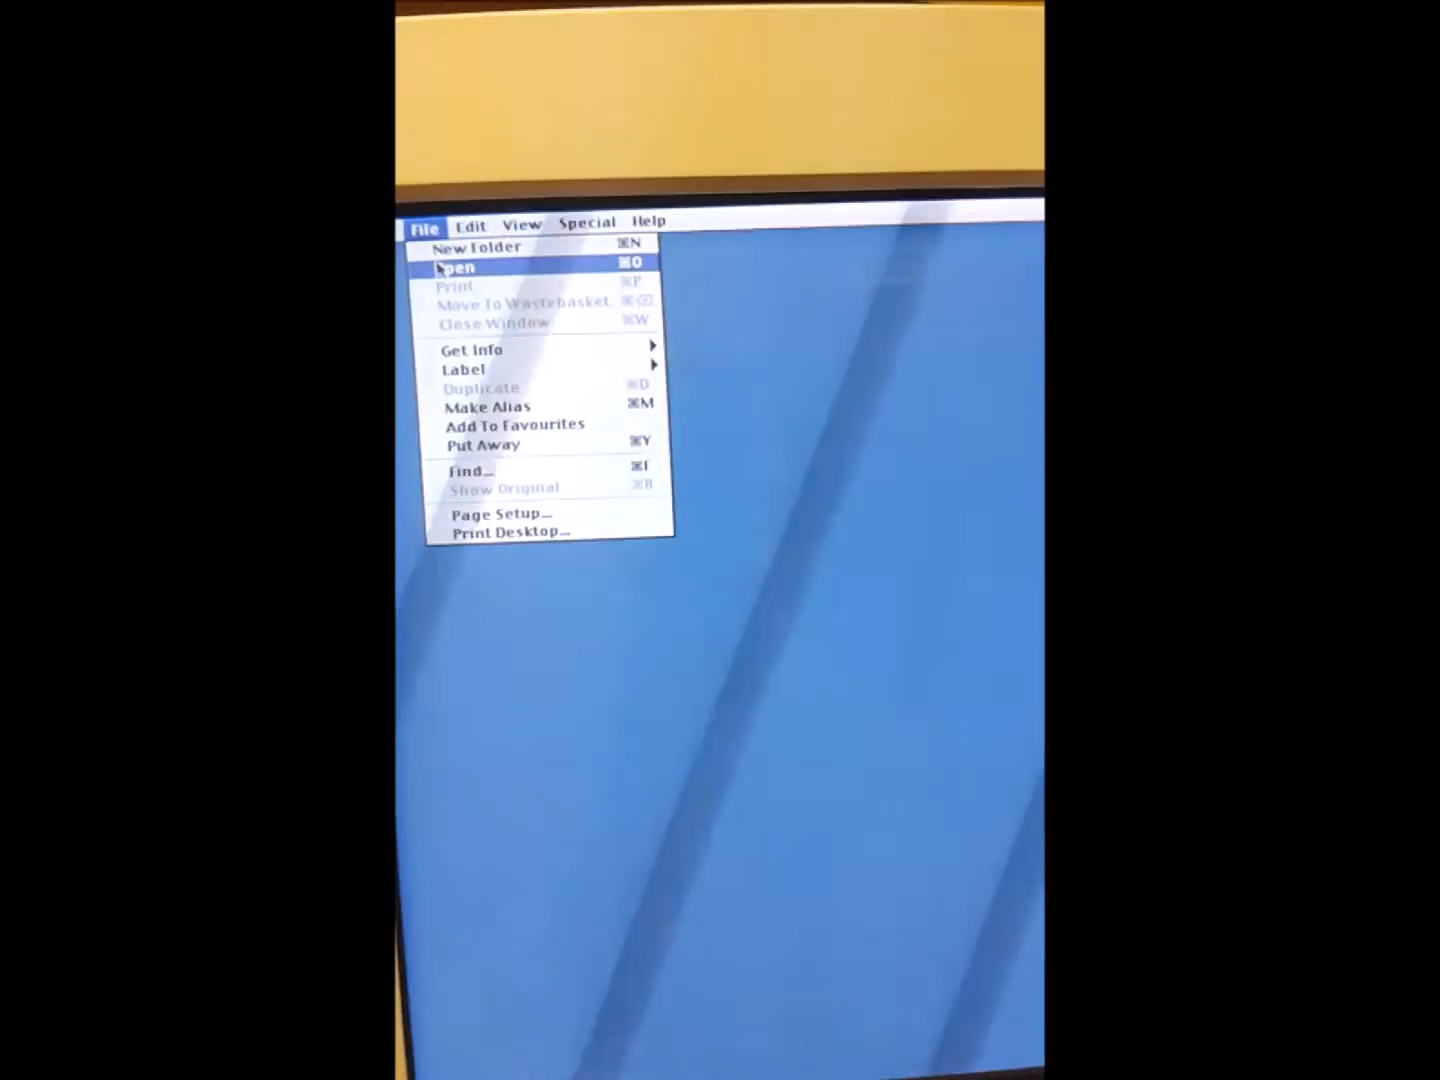 File Edit View Special Help
New Folder ⌘N
Open ⌘O
Print ⌘P
Move To Wastebasket ⌘⌫
Close Window ⌘W
Get Info
Label
Duplicate ⌘D
Make Alias ⌘M
Add To Favourites
Put Away ⌘Y
Find... ⌘F
Show Original ⌘R
Page Setup...
Print Desktop...